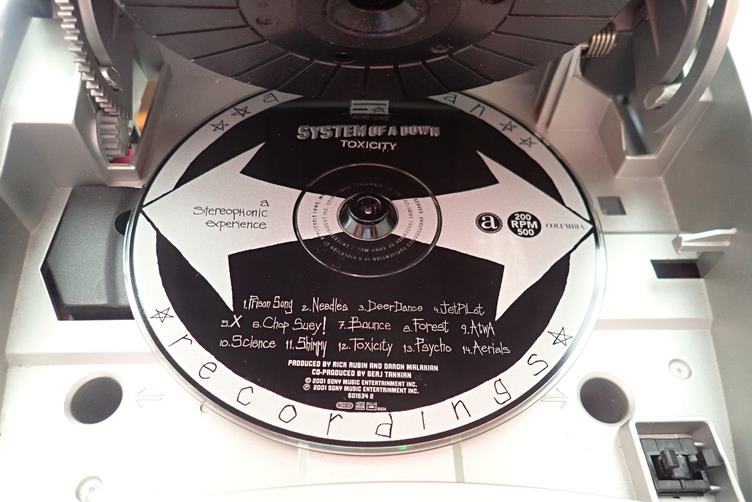 a
an
SYSTEM OF A DOWN
TOXICITY
a
Stereophonic
experience
a
200
RPM
500
COLUMBIA
1. Prison Song 2. Needles 3. DeerDance 4. JetPilot
5. X 6. Chop Suey! 7. Bounce 8. Forest 9. ATWA
10. Science 11. Shimmy 12. Toxicity 13. Psycho 14. Aerials
PRODUCED BY RICK RUBIN AND DARON MALAKIAN
CO-PRODUCED BY SERJ TANKIAN
© 2001 SONY MUSIC ENTERTAINMENT INC.
℗ 2001 SONY MUSIC ENTERTAINMENT INC.
501534 2
recordings